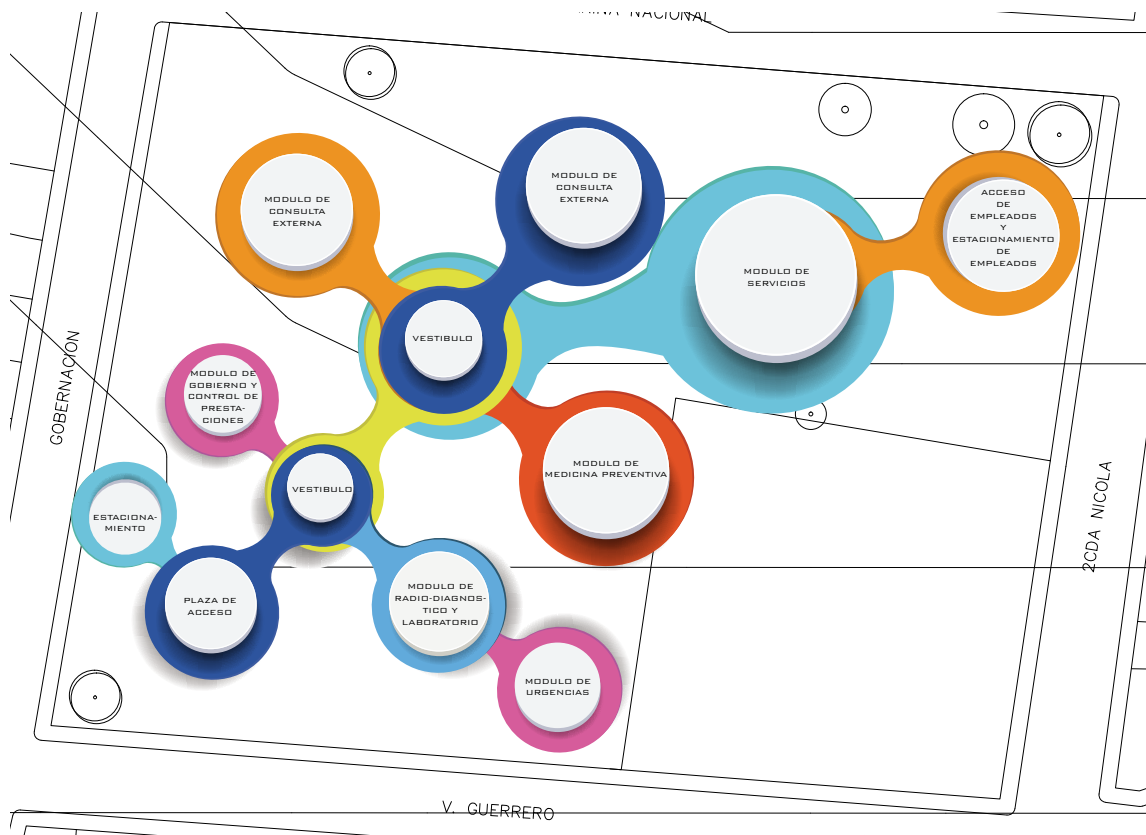 NACIONAL
MODULO DE
CONSULTA
EXTERNA
MODULO DE
CONSULTA
EXTERNA
ACCESO
DE
EMPLEADOS
Y
ESTACIONAMIENTO
DE
EMPLEADOS
MODULO DE
SERVICIOS
VESTIBULO
GOBERNACION
MODULO DE
GOBIERNO Y
CONTROL DE
PRESTA-
CIONES
MODULO DE
MEDICINA PREVENTIVA
VESTIBULO
ESTACIONA-
MIENTO
2CDA NICOLA
PLAZA DE
ACCESO
MODULO DE
RADIO-DIAGNOS-
TICO Y
LABORATORIO
MODULO DE
URGENCIAS
V. GUERRERO